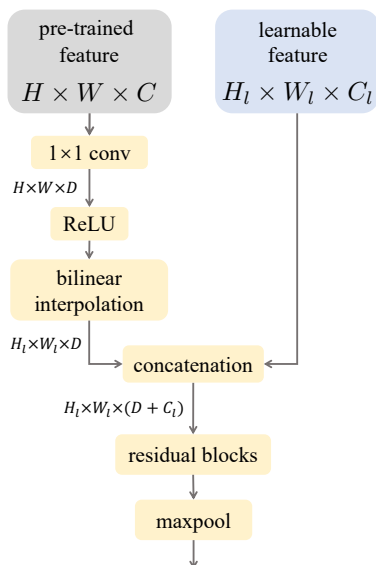 pre-trained
feature
H × W × C
learnable
feature
H_l × W_l × C_l
1×1 conv
H×W×D
ReLU
bilinear
interpolation
H_l×W_l×D
concatenation
H_l×W_l×(D + C_l)
residual blocks
maxpool